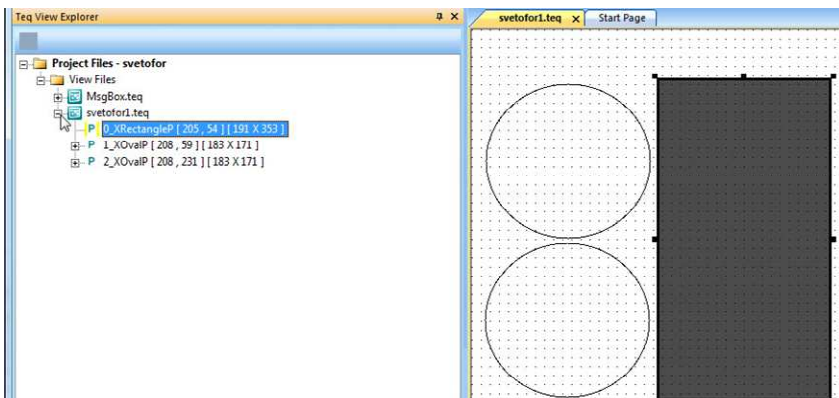 Teq View Explorer
Project Files - svetofor
View Files
MsgBox.teq
svetofor1.teq
P 0_XRectangleP [ 205 , 54 ] [ 191 X 353 ]
P 1_XOvalP [ 208 , 59 ] [ 183 X 171 ]
P 2_XOvalP [ 208 , 231 ] [ 183 X 171 ]
svetofor1.teq Start Page